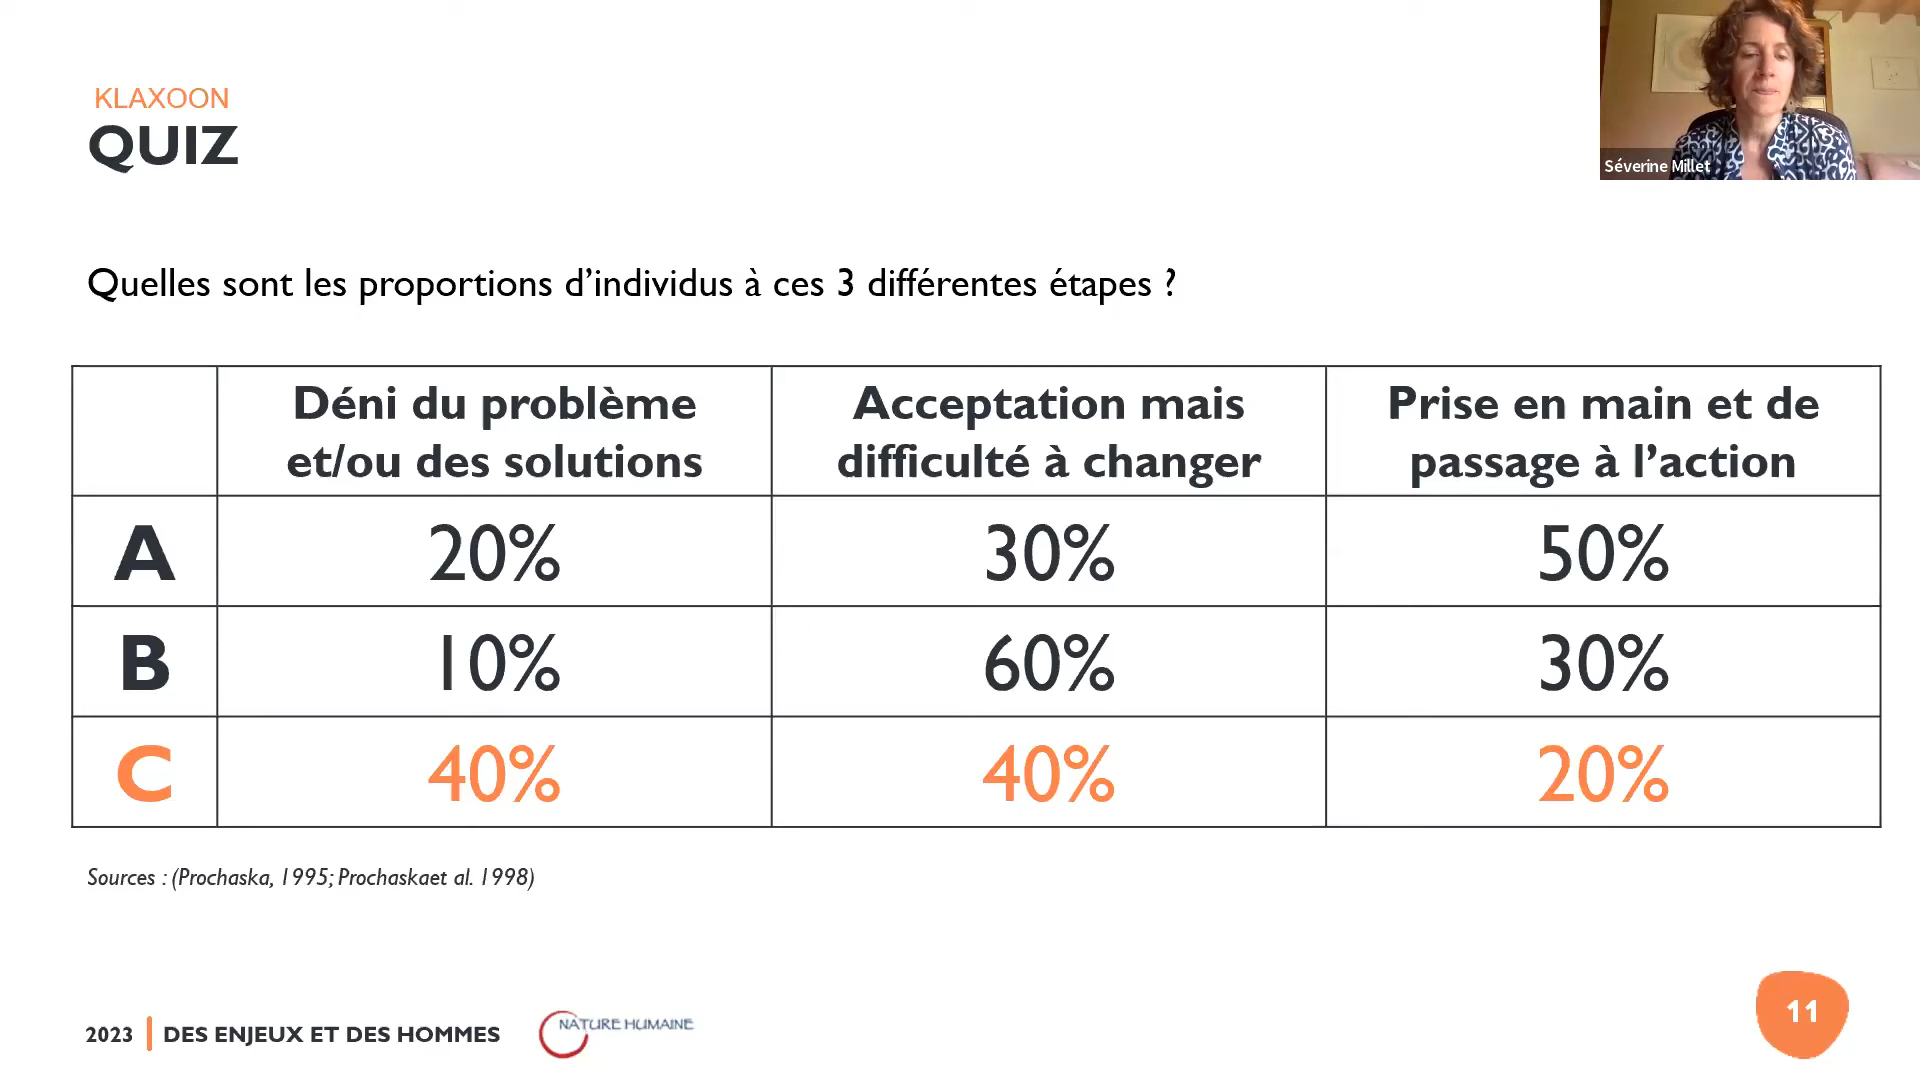 KLAXOON
QUIZ
Séverine Millet
Quelles sont les proportions d’individus à ces 3 différentes étapes ?
Déni du problème
et/ou des solutions
Acceptation mais
difficulté à changer
Prise en main et de
passage à l’action
A 20% 30% 50%
B 10% 60% 30%
C 40% 40% 20%
Sources : (Prochaska, 1995; Prochaskaet al. 1998)
2023 | DES ENJEUX ET DES HOMMES
NATURE HUMAINE
11